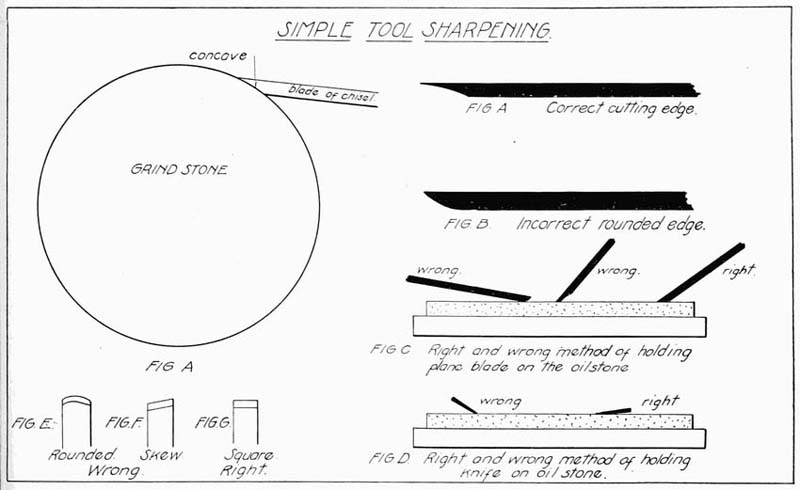 SIMPLE TOOL SHARPENING.
concave
blade of chisel.
GRIND STONE
FIG A
FIG A Correct cutting edge.
FIG. B. Incorrect rounded edge.
wrong. wrong. right.
FIG C Right and wrong method of holding
plane blade on the oilstone
FIG. E. FIG. F. FIG. G.
Rounded. Skew Square
Wrong. Right.
wrong right
FIG D. Right and wrong method of holding
knife on oil stone.